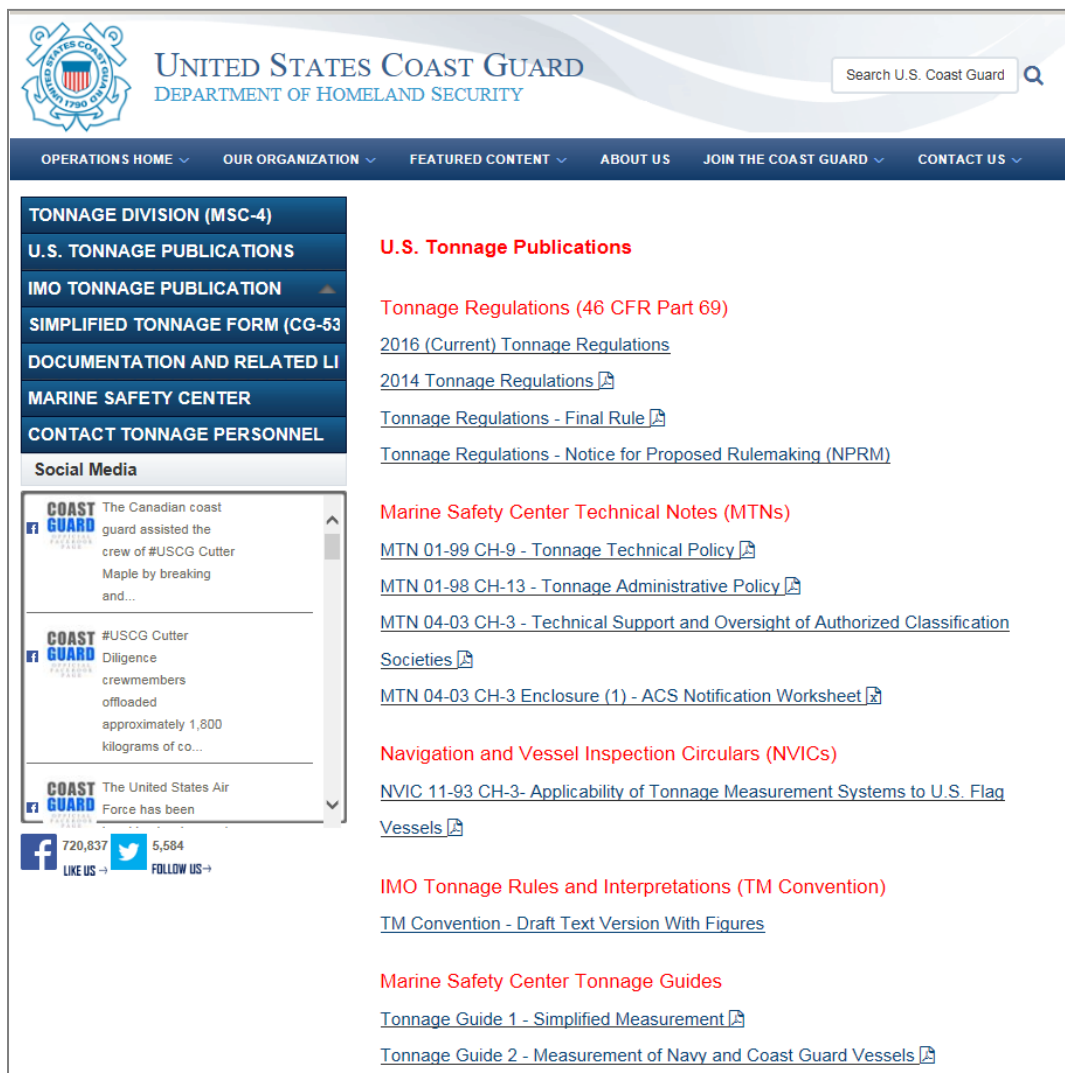 UNITED STATES COAST GUARD
DEPARTMENT OF HOMELAND SECURITY
Search U.S. Coast Guard
OPERATIONS HOME
OUR ORGANIZATION
FEATURED CONTENT
ABOUT US
JOIN THE COAST GUARD
CONTACT US
TONNAGE DIVISION (MSC-4)
U.S. TONNAGE PUBLICATIONS
IMO TONNAGE PUBLICATION
SIMPLIFIED TONNAGE FORM (CG-53
DOCUMENTATION AND RELATED LI
MARINE SAFETY CENTER
CONTACT TONNAGE PERSONNEL
Social Media
COAST
GUARD
OFFICIAL
FACEBOOK
PAGE
The Canadian coast
guard assisted the
crew of #USCG Cutter
Maple by breaking
and...
COAST
GUARD
OFFICIAL
FACEBOOK
PAGE
#USCG Cutter
Diligence
crewmembers
offloaded
approximately 1,800
kilograms of co...
COAST
GUARD
OFFICIAL
FACEBOOK
The United States Air
Force has been
720,837
LIKE US
5,584
FOLLOW US
U.S. Tonnage Publications
Tonnage Regulations (46 CFR Part 69)
2016 (Current) Tonnage Regulations
2014 Tonnage Regulations
Tonnage Regulations - Final Rule
Tonnage Regulations - Notice for Proposed Rulemaking (NPRM)
Marine Safety Center Technical Notes (MTNs)
MTN 01-99 CH-9 - Tonnage Technical Policy
MTN 01-98 CH-13 - Tonnage Administrative Policy
MTN 04-03 CH-3 - Technical Support and Oversight of Authorized Classification
Societies
MTN 04-03 CH-3 Enclosure (1) - ACS Notification Worksheet
Navigation and Vessel Inspection Circulars (NVICs)
NVIC 11-93 CH-3- Applicability of Tonnage Measurement Systems to U.S. Flag
Vessels
IMO Tonnage Rules and Interpretations (TM Convention)
TM Convention - Draft Text Version With Figures
Marine Safety Center Tonnage Guides
Tonnage Guide 1 - Simplified Measurement
Tonnage Guide 2 - Measurement of Navy and Coast Guard Vessels